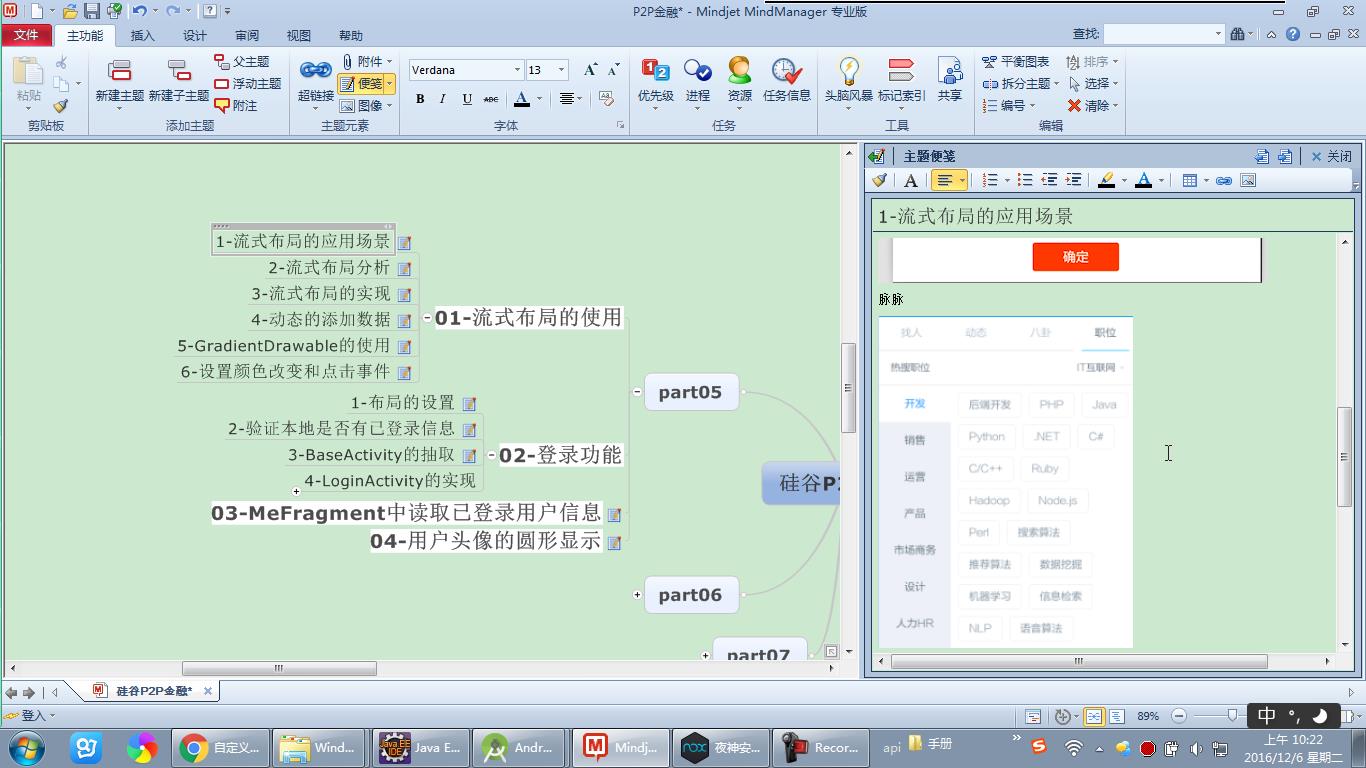 P2P金融* - Mindjet MindManager 专业版
文件 主功能 插入 设计 审阅 视图 帮助 查找:
粘贴 新建主题 新建子主题 父主题 浮动主题 附注 超链接 附件 便笺 图像 Verdana 13 B I U ABC A 优先级 进程 资源 任务信息 头脑风暴 标记索引 共享 平衡图表 拆分主题 编号 排序 选择 清除
剪贴板 添加主题 主题元素 字体 任务 工具 编辑
1-流式布局的应用场景
2-流式布局分析
3-流式布局的实现
4-动态的添加数据
5-GradientDrawable的使用
6-设置颜色改变和点击事件
01-流式布局的使用
1-布局的设置
2-验证本地是否有已登录信息
3-BaseActivity的抽取
4-LoginActivity的实现
02-登录功能
03-MeFragment中读取已登录用户信息
04-用户头像的圆形显示
part05
硅谷P2
part06
part07
主题便笺 关闭
1-流式布局的应用场景
确定
脉脉
找人 动态 八卦 职位
热搜职位 IT互联网
开发 后端开发 PHP Java
销售 Python .NET C#
运营 C/C++ Ruby
产品 Hadoop Node.js
市场商务 Perl 搜索算法
设计 推荐算法 数据挖掘
人力HR 机器学习 信息检索
NLP 语音算法
硅谷P2P金融*
登入 89% 中 °,
自定义... Wind... Java E... Andr... Mindj... 夜神安... Recor... api 手册
上午 10:22
2016/12/6 星期二